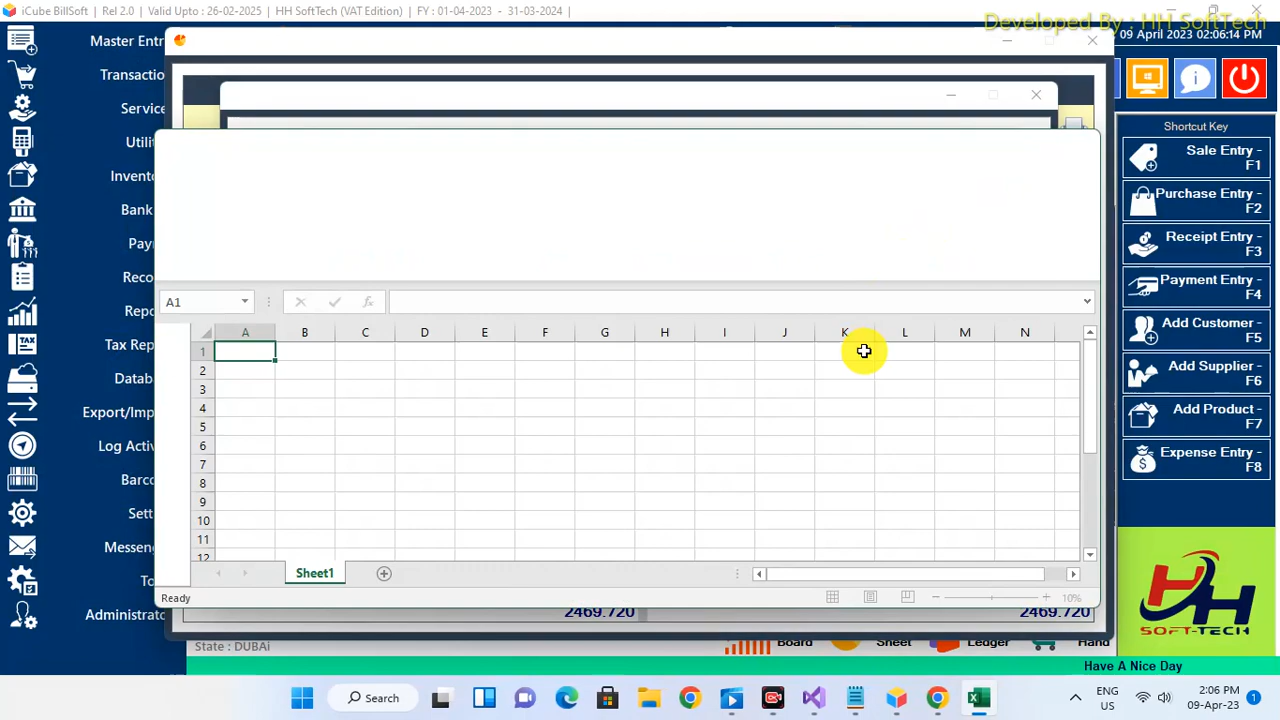 iCube BillSoft | Rel 2.0 | Valid Upto : 26-02-2025 | HH SoftTech (VAT Edition) | FY : 01-04-2023 - 31-03-2024 |
Developed By : HH SoftTech
09 April 2023 02:06:14 PM
Master Entr
Transactio
Service
Utili
Invento
Bank
Pay
Reco
Repo
Tax Rep
Datab
Export/Imp
Log Activ
Barco
Sett
Messen
To
Administrat
Shortcut Key
Sale Entry -
F1
Purchase Entry -
F2
Receipt Entry -
F3
Payment Entry -
F4
Add Customer -
F5
Add Supplier -
F6
Add Product -
F7
Expense Entry -
F8
A1
fx
A B C D E F G H I J K L M N
1
2
3
4
5
6
7
8
9
10
11
12
Sheet1
Ready
10%
2469.720 2469.720
State : DUBAi
Board Sheet Ledger Hand
HH
SOFT-TECH
Have A Nice Day
Search
ENG
US
2:06 PM
09-Apr-23
1